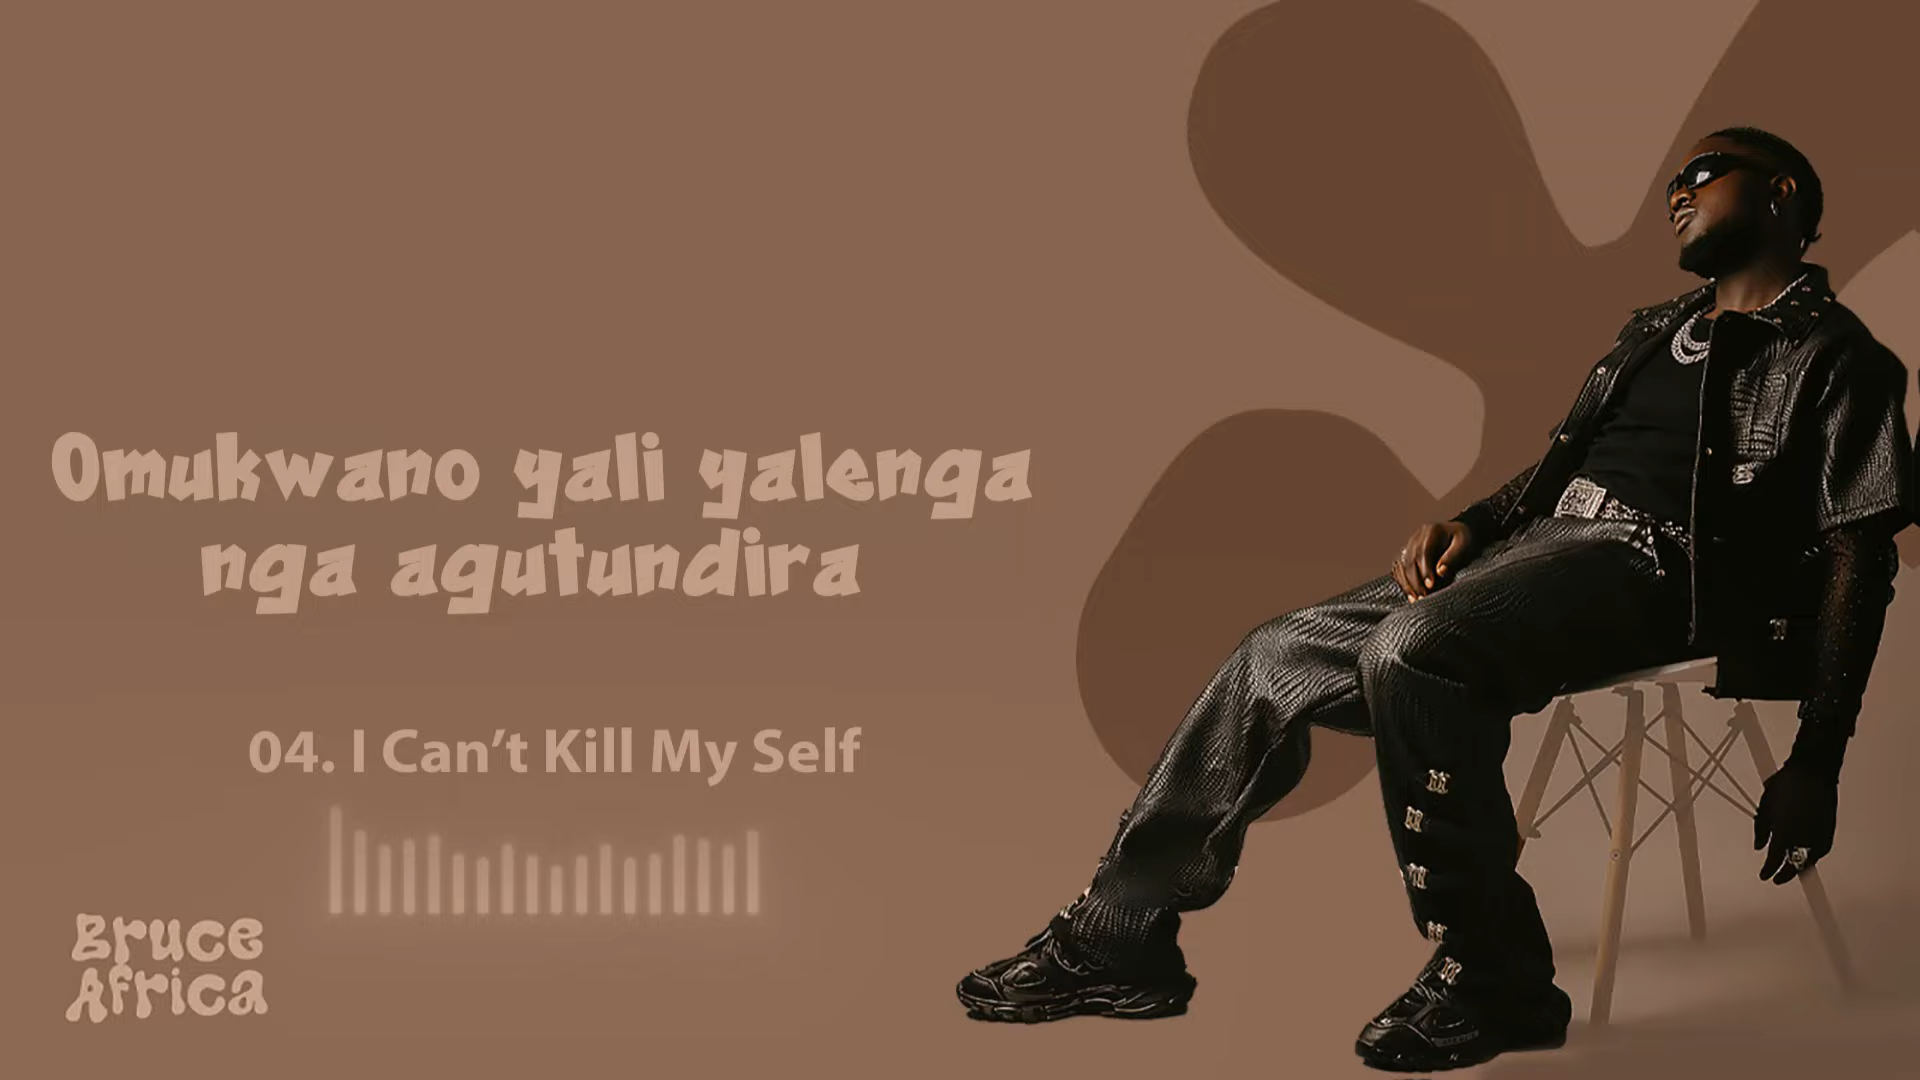 Omukwano yali yalenga
nga agutundira
04. I Can’t Kill My Self
Bruce
Africa